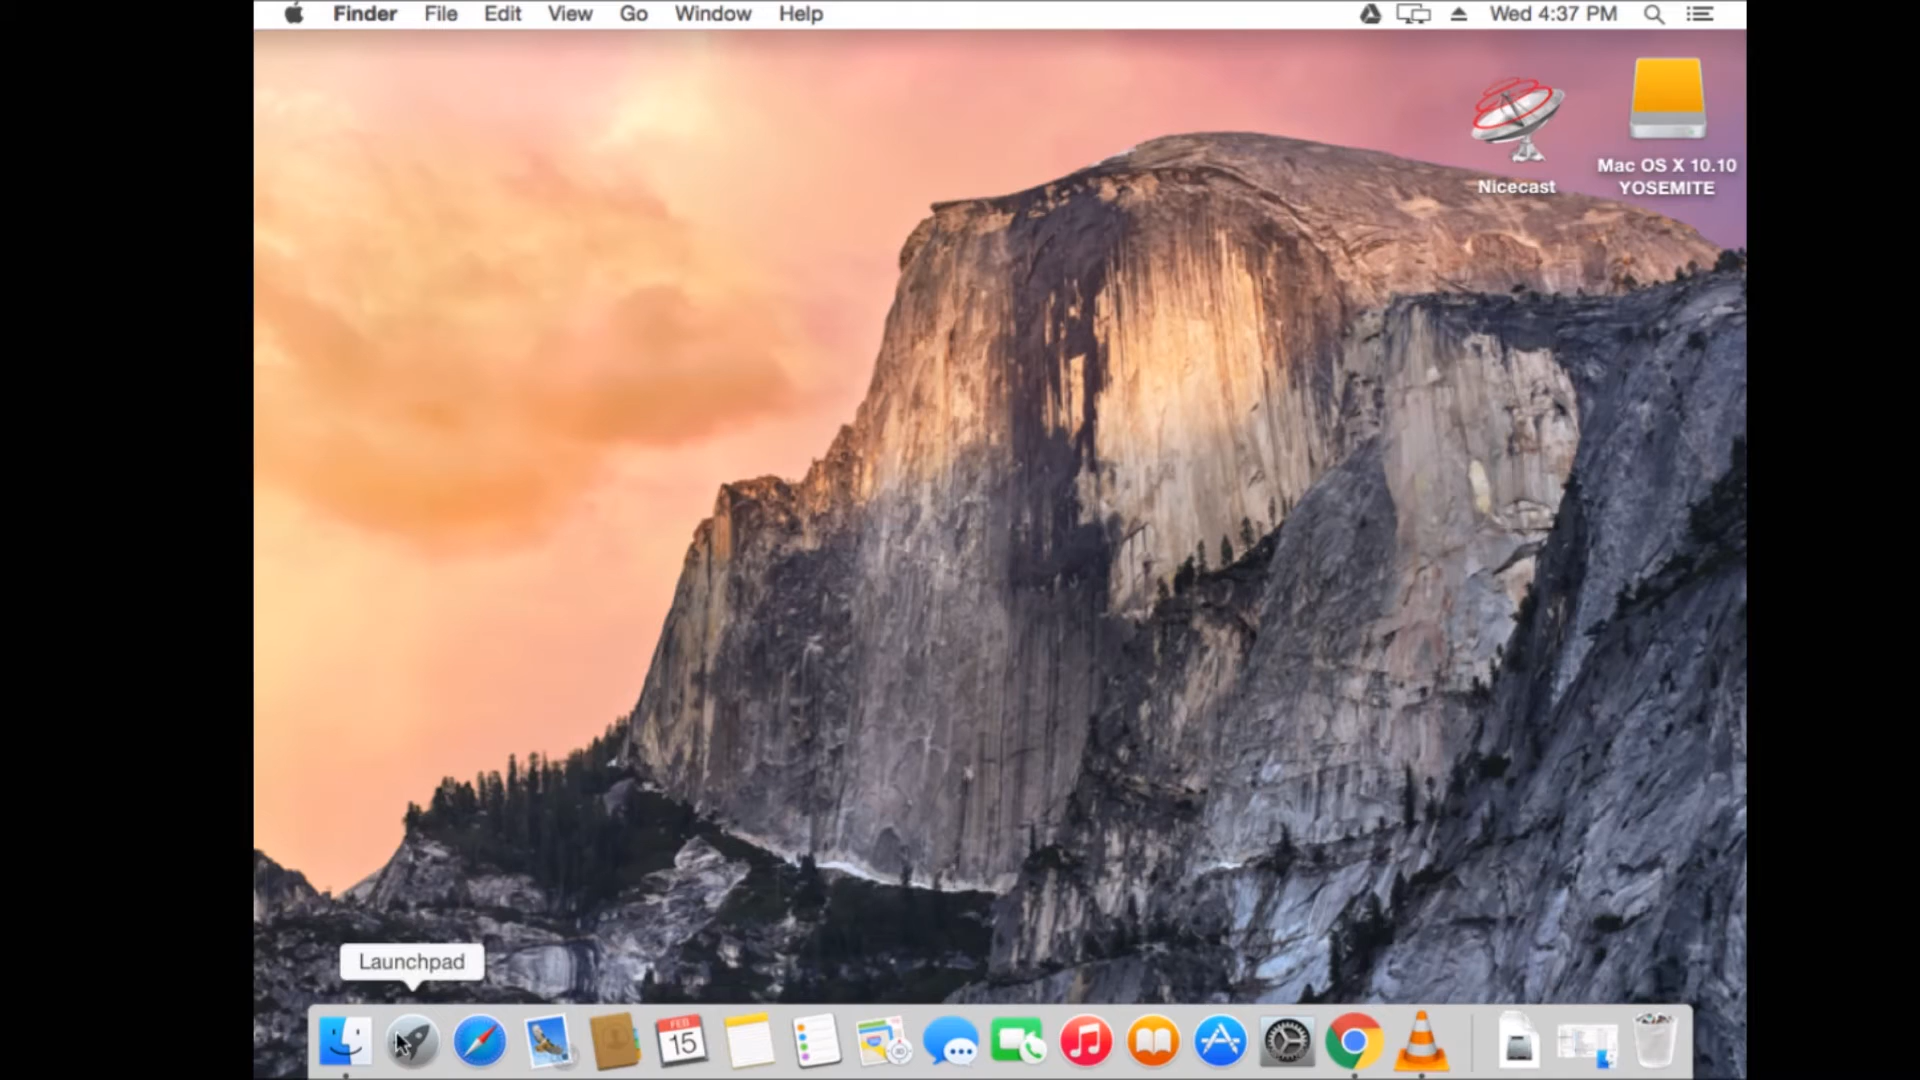 Finder File Edit View Go Window Help Wed 4:37 PM
Nicecast
Mac OS X 10.10
YOSEMITE
Launchpad
FEB
15